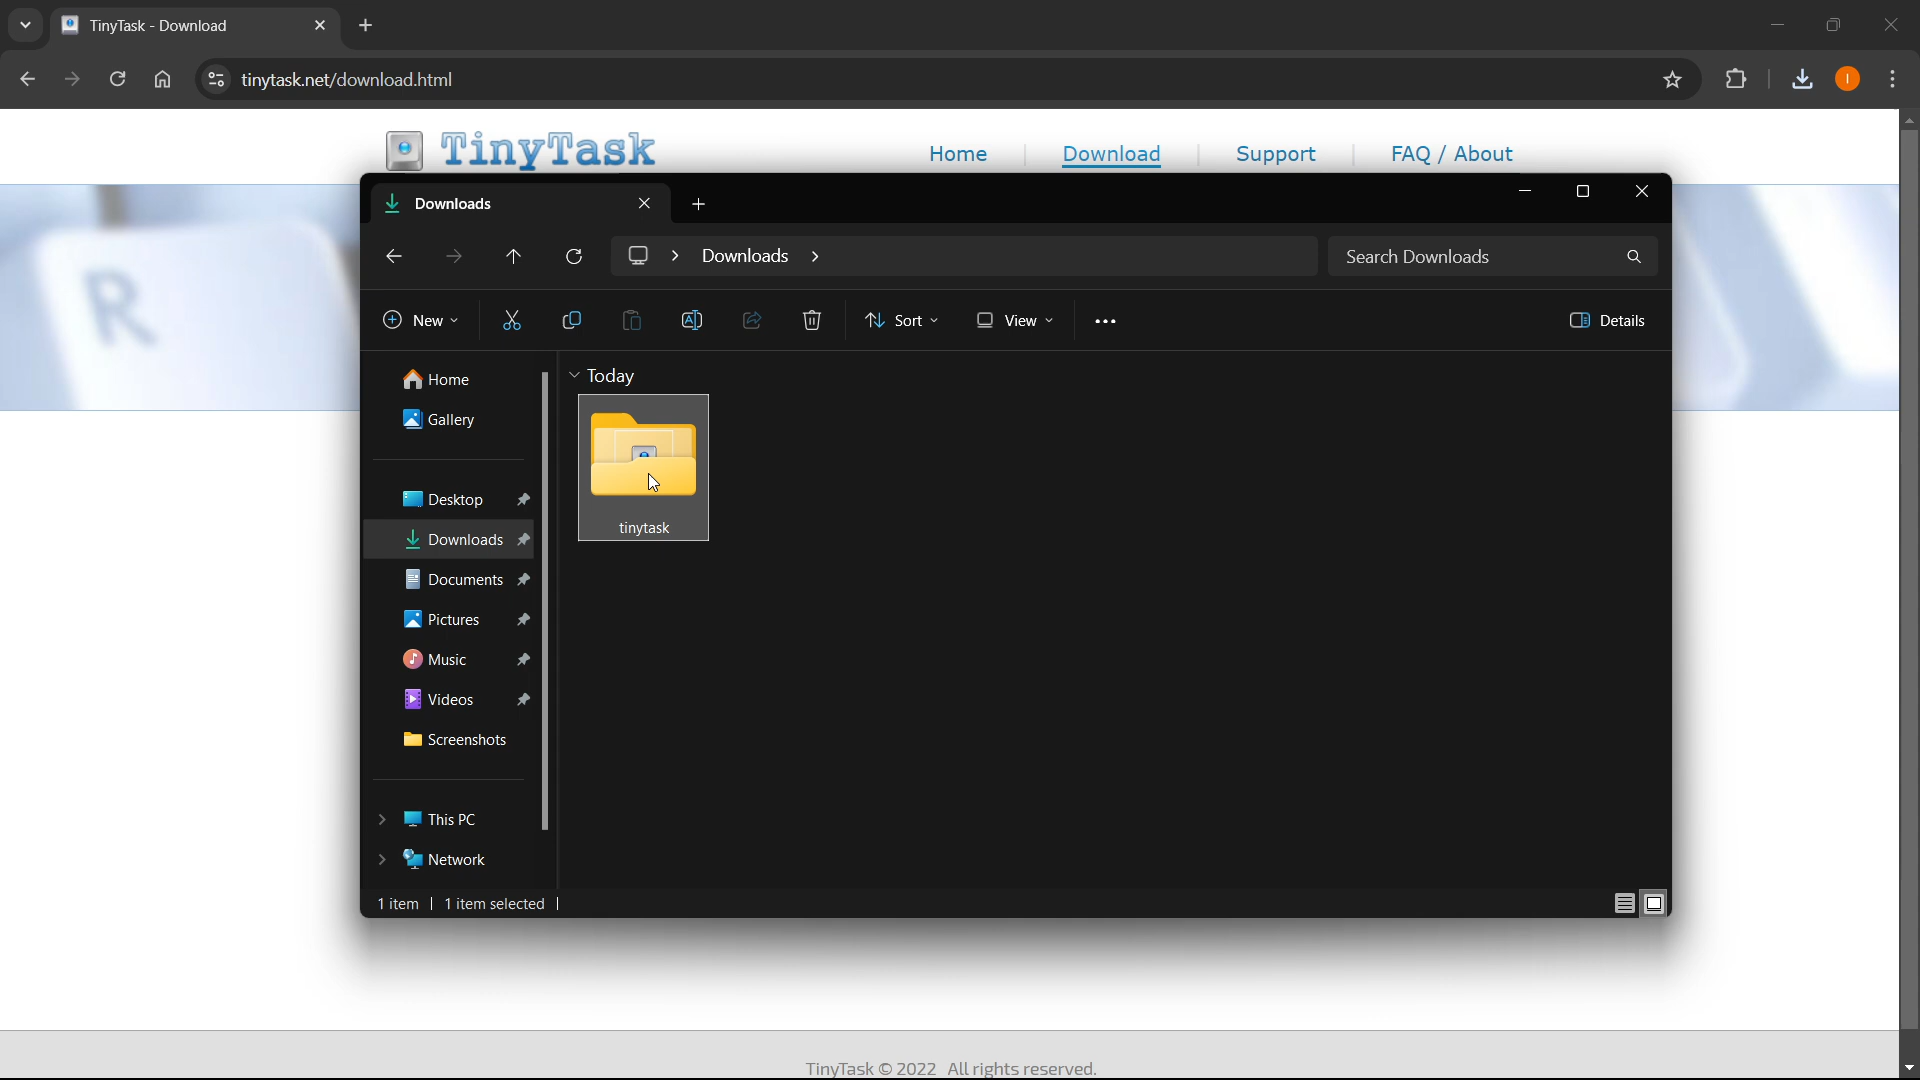 TinyTask - Download
tinytask.net/download.html
I
TinyTask
Home
Download
Support
FAQ / About
R
Downloads
Downloads
Search Downloads
New
Sort
View
Details
Home
Gallery
Desktop
Downloads
Documents
Pictures
Music
Videos
Screenshots
This PC
Network
Today
tinytask
1 item
1 item selected
TinyTask © 2022 All rights reserved.